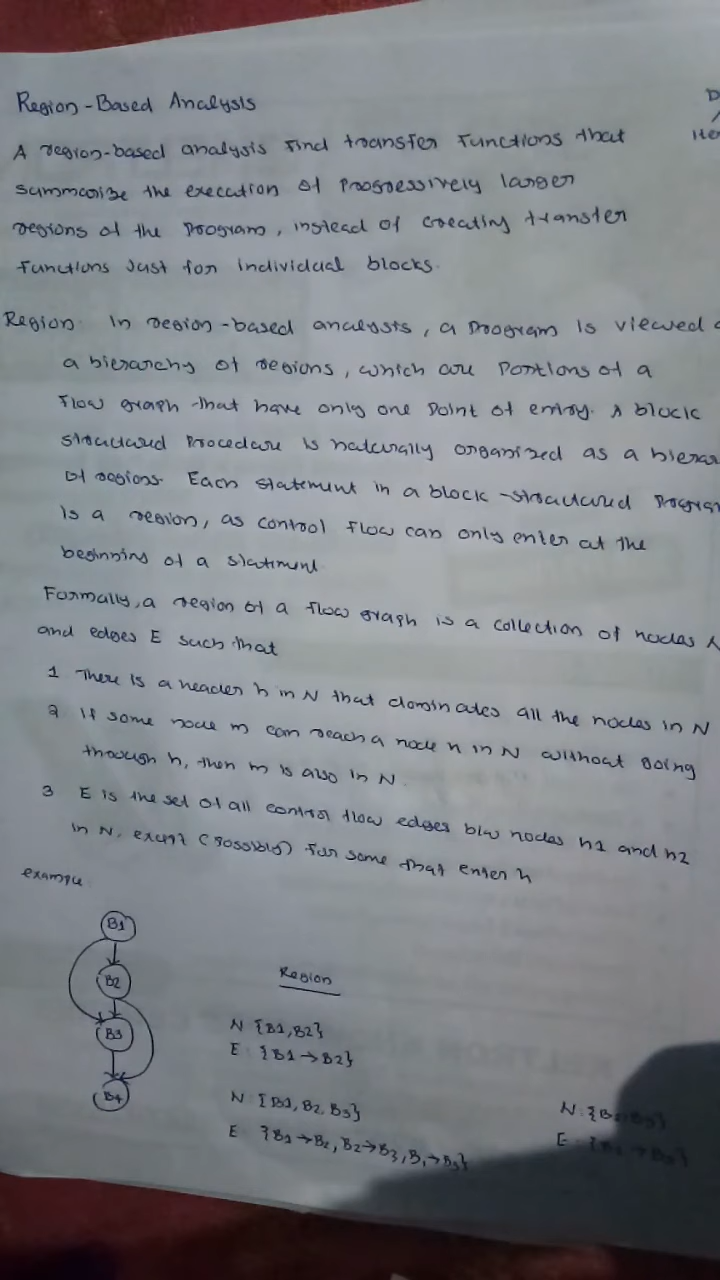 Region-Based Analysis
A region-based analysis find transfer functions that
summarize the execution of progressively larger
regions of the program, instead of creating transfer
functions just for individual blocks.
Region: In region-based analysis, a program is viewed
a hierarchy of regions, which are portions of a
flow graph that have only one point of entry. A block
structured procedure is naturally organized as a hierar
of regions. Each statement in a block-structured program
is a region, as control flow can only enter at the
beginning of a statment
Formally, a region of a flow graph is a collection of nodes N
and edges E such that
1 There is a header h in N that dominates all the nodes in N
2 If some node m can reach a node n in N without going
through h, then m is also in N.
3 E is the set of all control flow edges b/w nodes n1 and n2
in N, except (possibly) for some that enter h
example
B1
B2
B3
B4
Region
N {B1,B2}
E: {B1→B2}
N {B1, B2, B3}
E: {B1→B2, B2→B3, B1→B3}
N: {B2, B3}
E: {B2→B3}
D
Ite